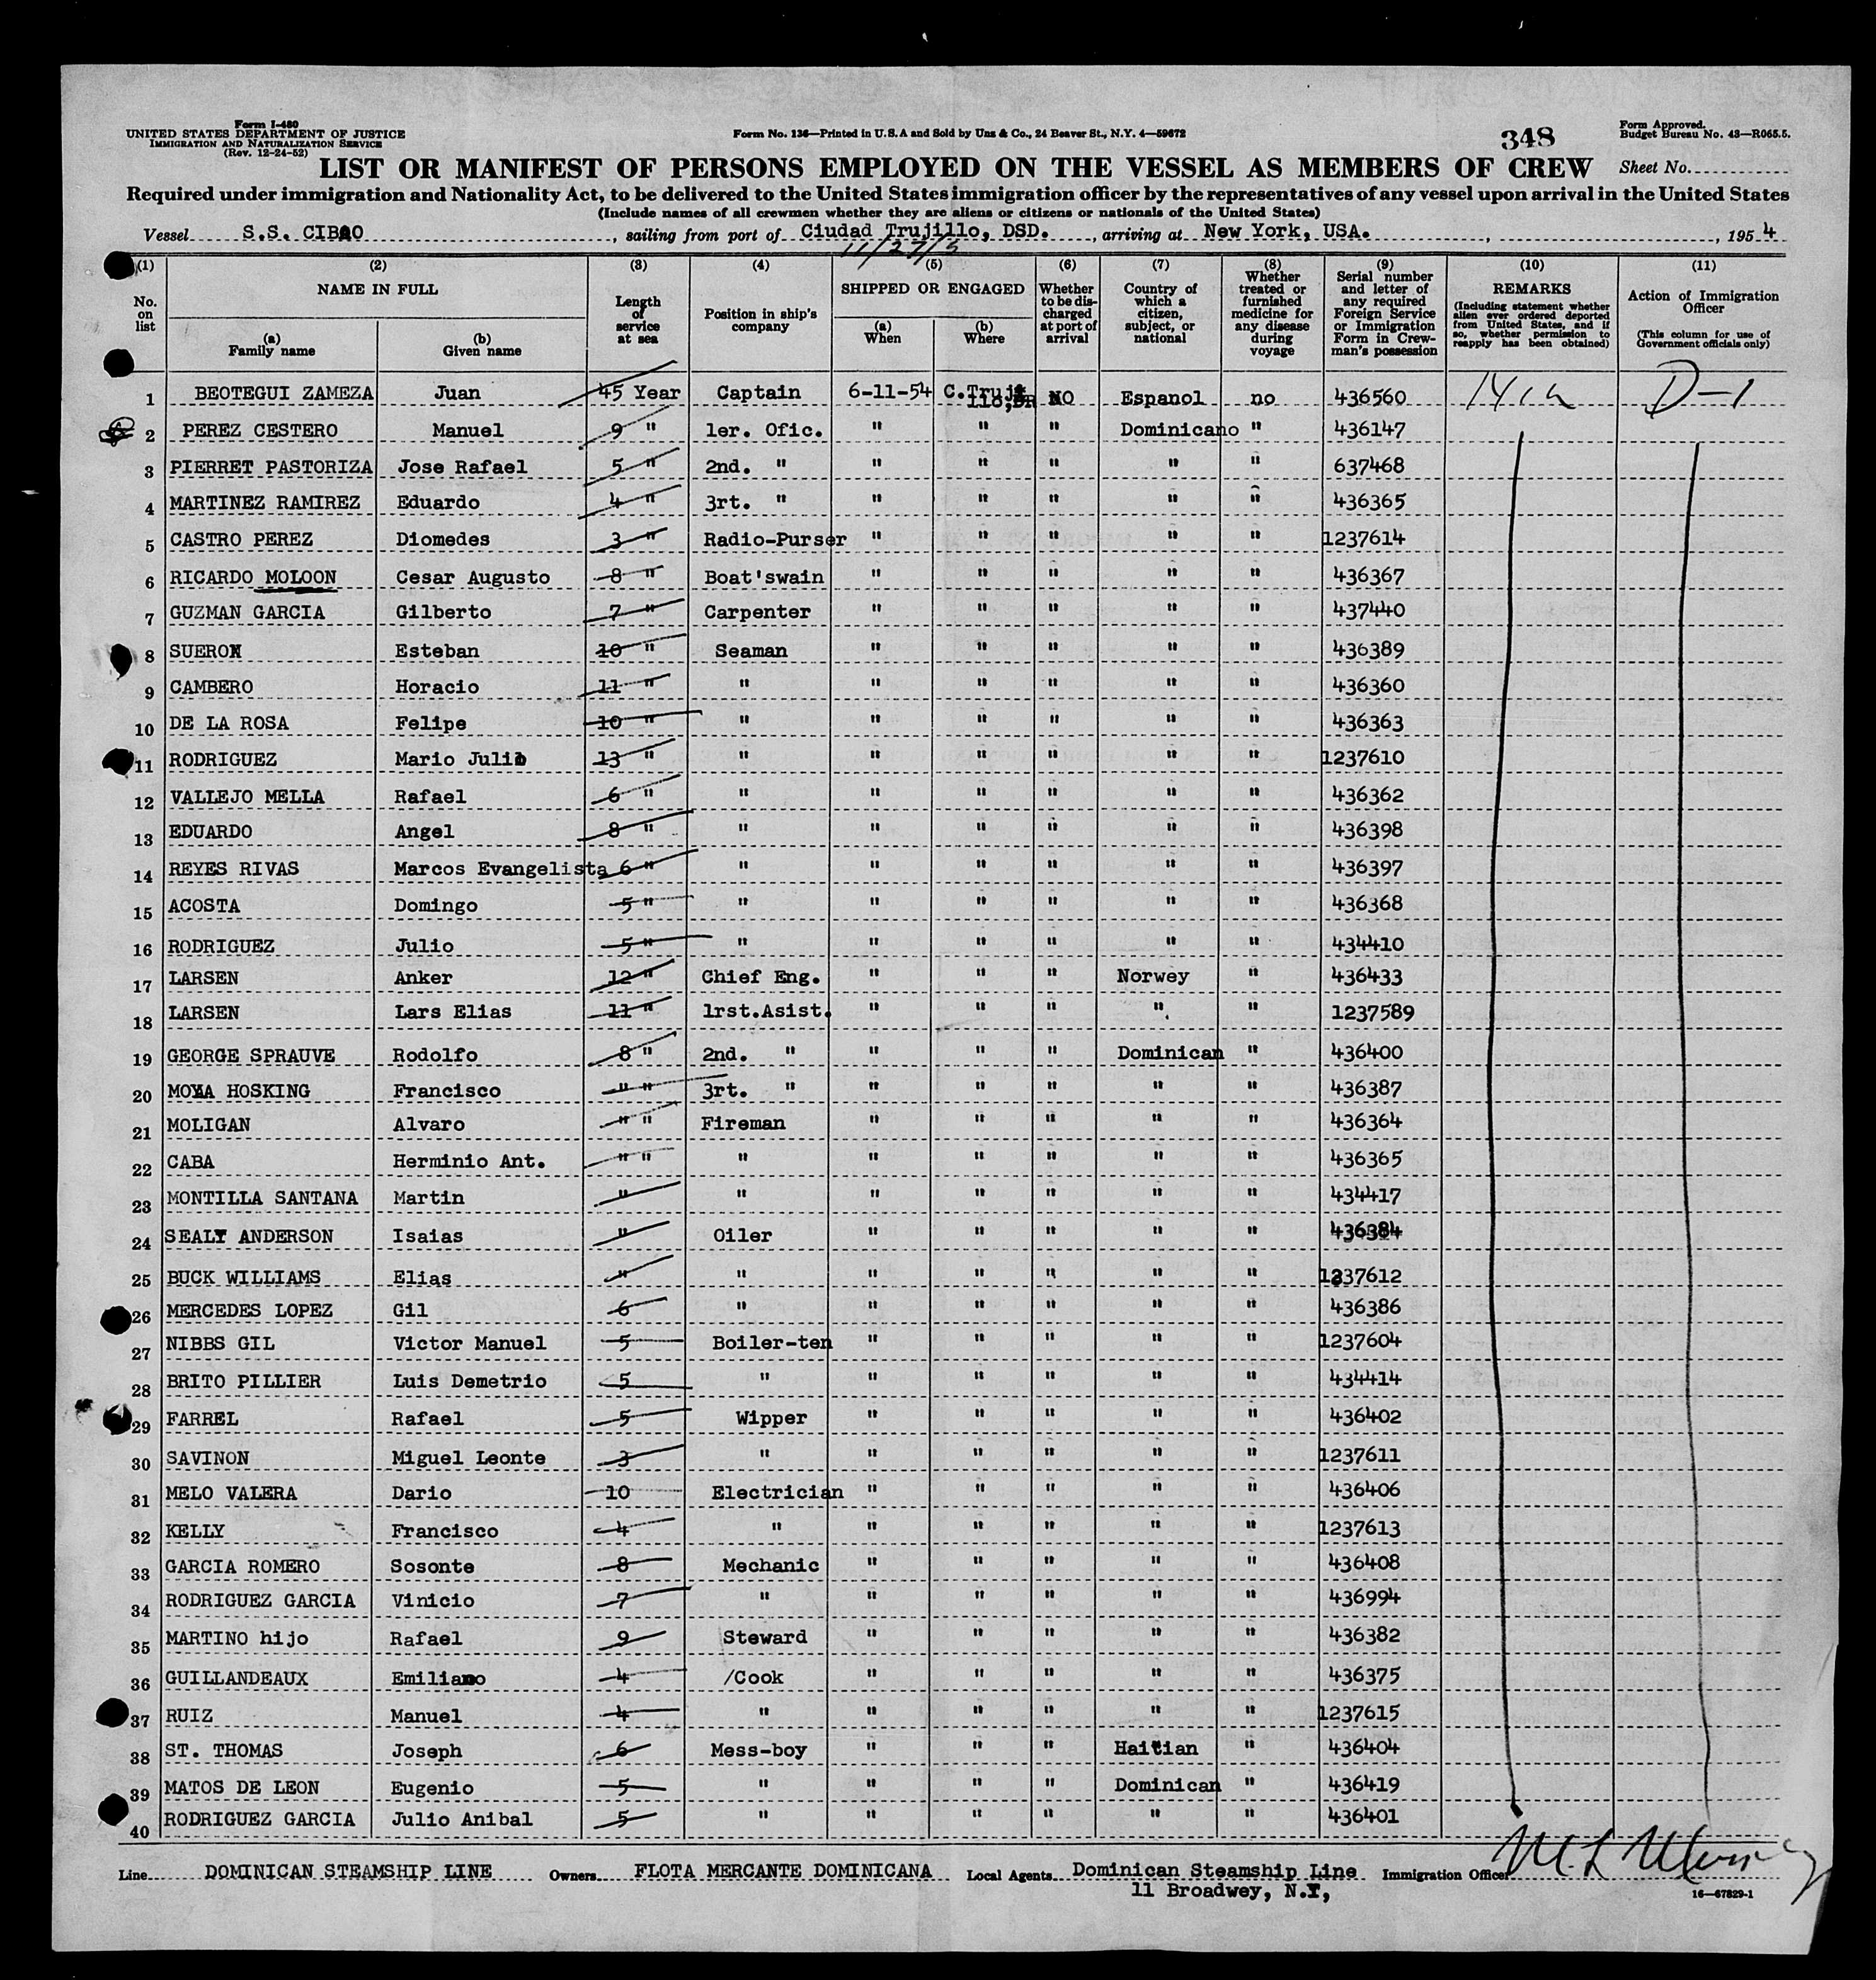 Form I-480
UNITED STATES DEPARTMENT OF JUSTICE
IMMIGRATION AND NATURALIZATION SERVICE
(Rev. 12-24-52)
Form No. 136—Printed in U.S.A and Sold by Unz & Co., 24 Beaver St., N.Y. 4—59672
348
Form Approved.
Budget Bureau No. 43—R065.5.
LIST OR MANIFEST OF PERSONS EMPLOYED ON THE VESSEL AS MEMBERS OF CREW
Sheet No.
Required under immigration and Nationality Act, to be delivered to the United States immigration officer by the representatives of any vessel upon arrival in the United States
(Include names of all crewmen whether they are aliens or citizens or nationals of the United States)
Vessel S.S. CIBAO, sailing from port of Ciudad Trujillo, DSD., arriving at New York, USA., , 1954
11/27/5
(1) (2) (3) (4) (5) (6) (7) (8) (9) (10) (11)
No. on list
NAME IN FULL
(a) Family name
(b) Given name
Length of service at sea
Position in ship's company
SHIPPED OR ENGAGED
(a) When
(b) Where
Whether to be discharged at port of arrival
Country of which a citizen, subject, or national
Whether treated or furnished medicine for any disease during voyage
Serial number and letter of any required Foreign Service or Immigration Form in Crewman's possession
REMARKS
(Including statement whether alien ever ordered deported from United States, and if so, whether permission to reapply has been obtained)
Action of Immigration Officer
(This column for use of Government officials only)
1 BEOTEGUI ZAMEZA Juan 45 Year Captain 6-11-54 C.Trujillo,DR NO Espanol no 436560 D-1
2 PEREZ CESTERO Manuel 9 " 1er. Ofic. " " " Dominicano " 436147
3 PIERRET PASTORIZA Jose Rafael 5 " 2nd. " " " " " " 637468
4 MARTINEZ RAMIREZ Eduardo 4 " 3rt. " " " " " " 436365
5 CASTRO PEREZ Diomedes 3 " Radio-Purser " " " " " 1237614
6 RICARDO MOLOON Cesar Augusto 8 " Boat'swain " " " " " 436367
7 GUZMAN GARCIA Gilberto 7 " Carpenter " " " " " 437440
8 SUERON Esteban 10 " Seaman " " " " " 436389
9 CAMBERO Horacio 11 " " " " " " " 436360
10 DE LA ROSA Felipe 10 " " " " " " " 436363
11 RODRIGUEZ Mario Julio 13 " " " " " " " 1237610
12 VALLEJO MELLA Rafael 6 " " " " " " " 436362
13 EDUARDO Angel 8 " " " " " " " 436398
14 REYES RIVAS Marcos Evangelista 6 " " " " " " " 436397
15 ACOSTA Domingo 5 " " " " " " " 436368
16 RODRIGUEZ Julio 5 " " " " " " " 434410
17 LARSEN Anker 12 " Chief Eng. " " " Norwey " 436433
18 LARSEN Lars Elias 11 " 1rst.Asist. " " " " " 1237589
19 GEORGE SPRAUVE Rodolfo 8 " 2nd. " " " " Dominican " 436400
20 MOYA HOSKING Francisco " " 3rt. " " " " " " 436387
21 MOLIGAN Alvaro " " Fireman " " " " " 436364
22 CABA Herminio Ant. " " " " " " " " 436365
23 MONTILLA SANTANA Martin " " " " " " " 434417
24 SEALY ANDERSON Isaias " Oiler " " " " " 436384
25 BUCK WILLIAMS Elias " " " " " " " 1237612
26 MERCEDES LOPEZ Gil 6 " " " " " " 436386
27 NIBBS GIL Victor Manuel 5 Boiler-ten " " " " " 1237604
28 BRITO PILLIER Luis Demetrio 5 " " " " " " 434414
29 FARREL Rafael 5 Wipper " " " " " 436402
30 SAVINON Miguel Leonte 3 " " " " " " 1237611
31 MELO VALERA Dario 10 Electrician " " " " " 436406
32 KELLY Francisco 4 " " " " " " 1237613
33 GARCIA ROMERO Sosonte 8 Mechanic " " " " " 436408
34 RODRIGUEZ GARCIA Vinicio 7 " " " " " " 436994
35 MARTINO hijo Rafael 9 Steward " " " " " 436382
36 GUILLANDEAUX Emiliano 4 /Cook " " " " " 436375
37 RUIZ Manuel 4 " " " " " " 1237615
38 ST. THOMAS Joseph 6 Mess-boy " " " Haitian " 436404
39 MATOS DE LEON Eugenio 5 " " " " Dominican " 436419
40 RODRIGUEZ GARCIA Julio Anibal 5 " " " " " " 436401
Line DOMINICAN STEAMSHIP LINE Owners FLOTA MERCANTE DOMINICANA Local Agents Dominican Steamship Line Immigration Officer
11 Broadwey, N.Y,
16—67829-1